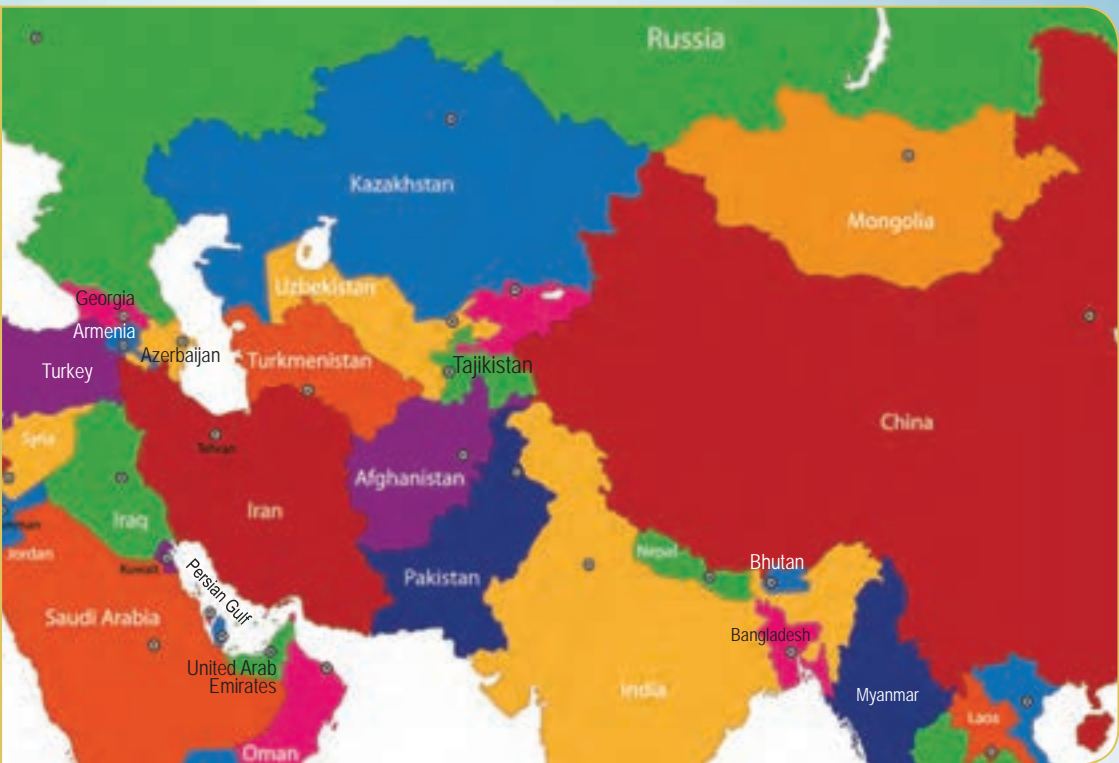 Russia
Kazakhstan
Mongolia
Uzbekistan
Georgia
Armenia
Azerbaijan
Turkey
Turkmenistan
Tajikistan
China
Syria
Tehran
Afghanistan
Iraq
Iran
Jordan
Kuwait
Persian Gulf
Pakistan
Nepal
Bhutan
Saudi Arabia
Bangladesh
United Arab
Emirates
India
Myanmar
Laos
Oman